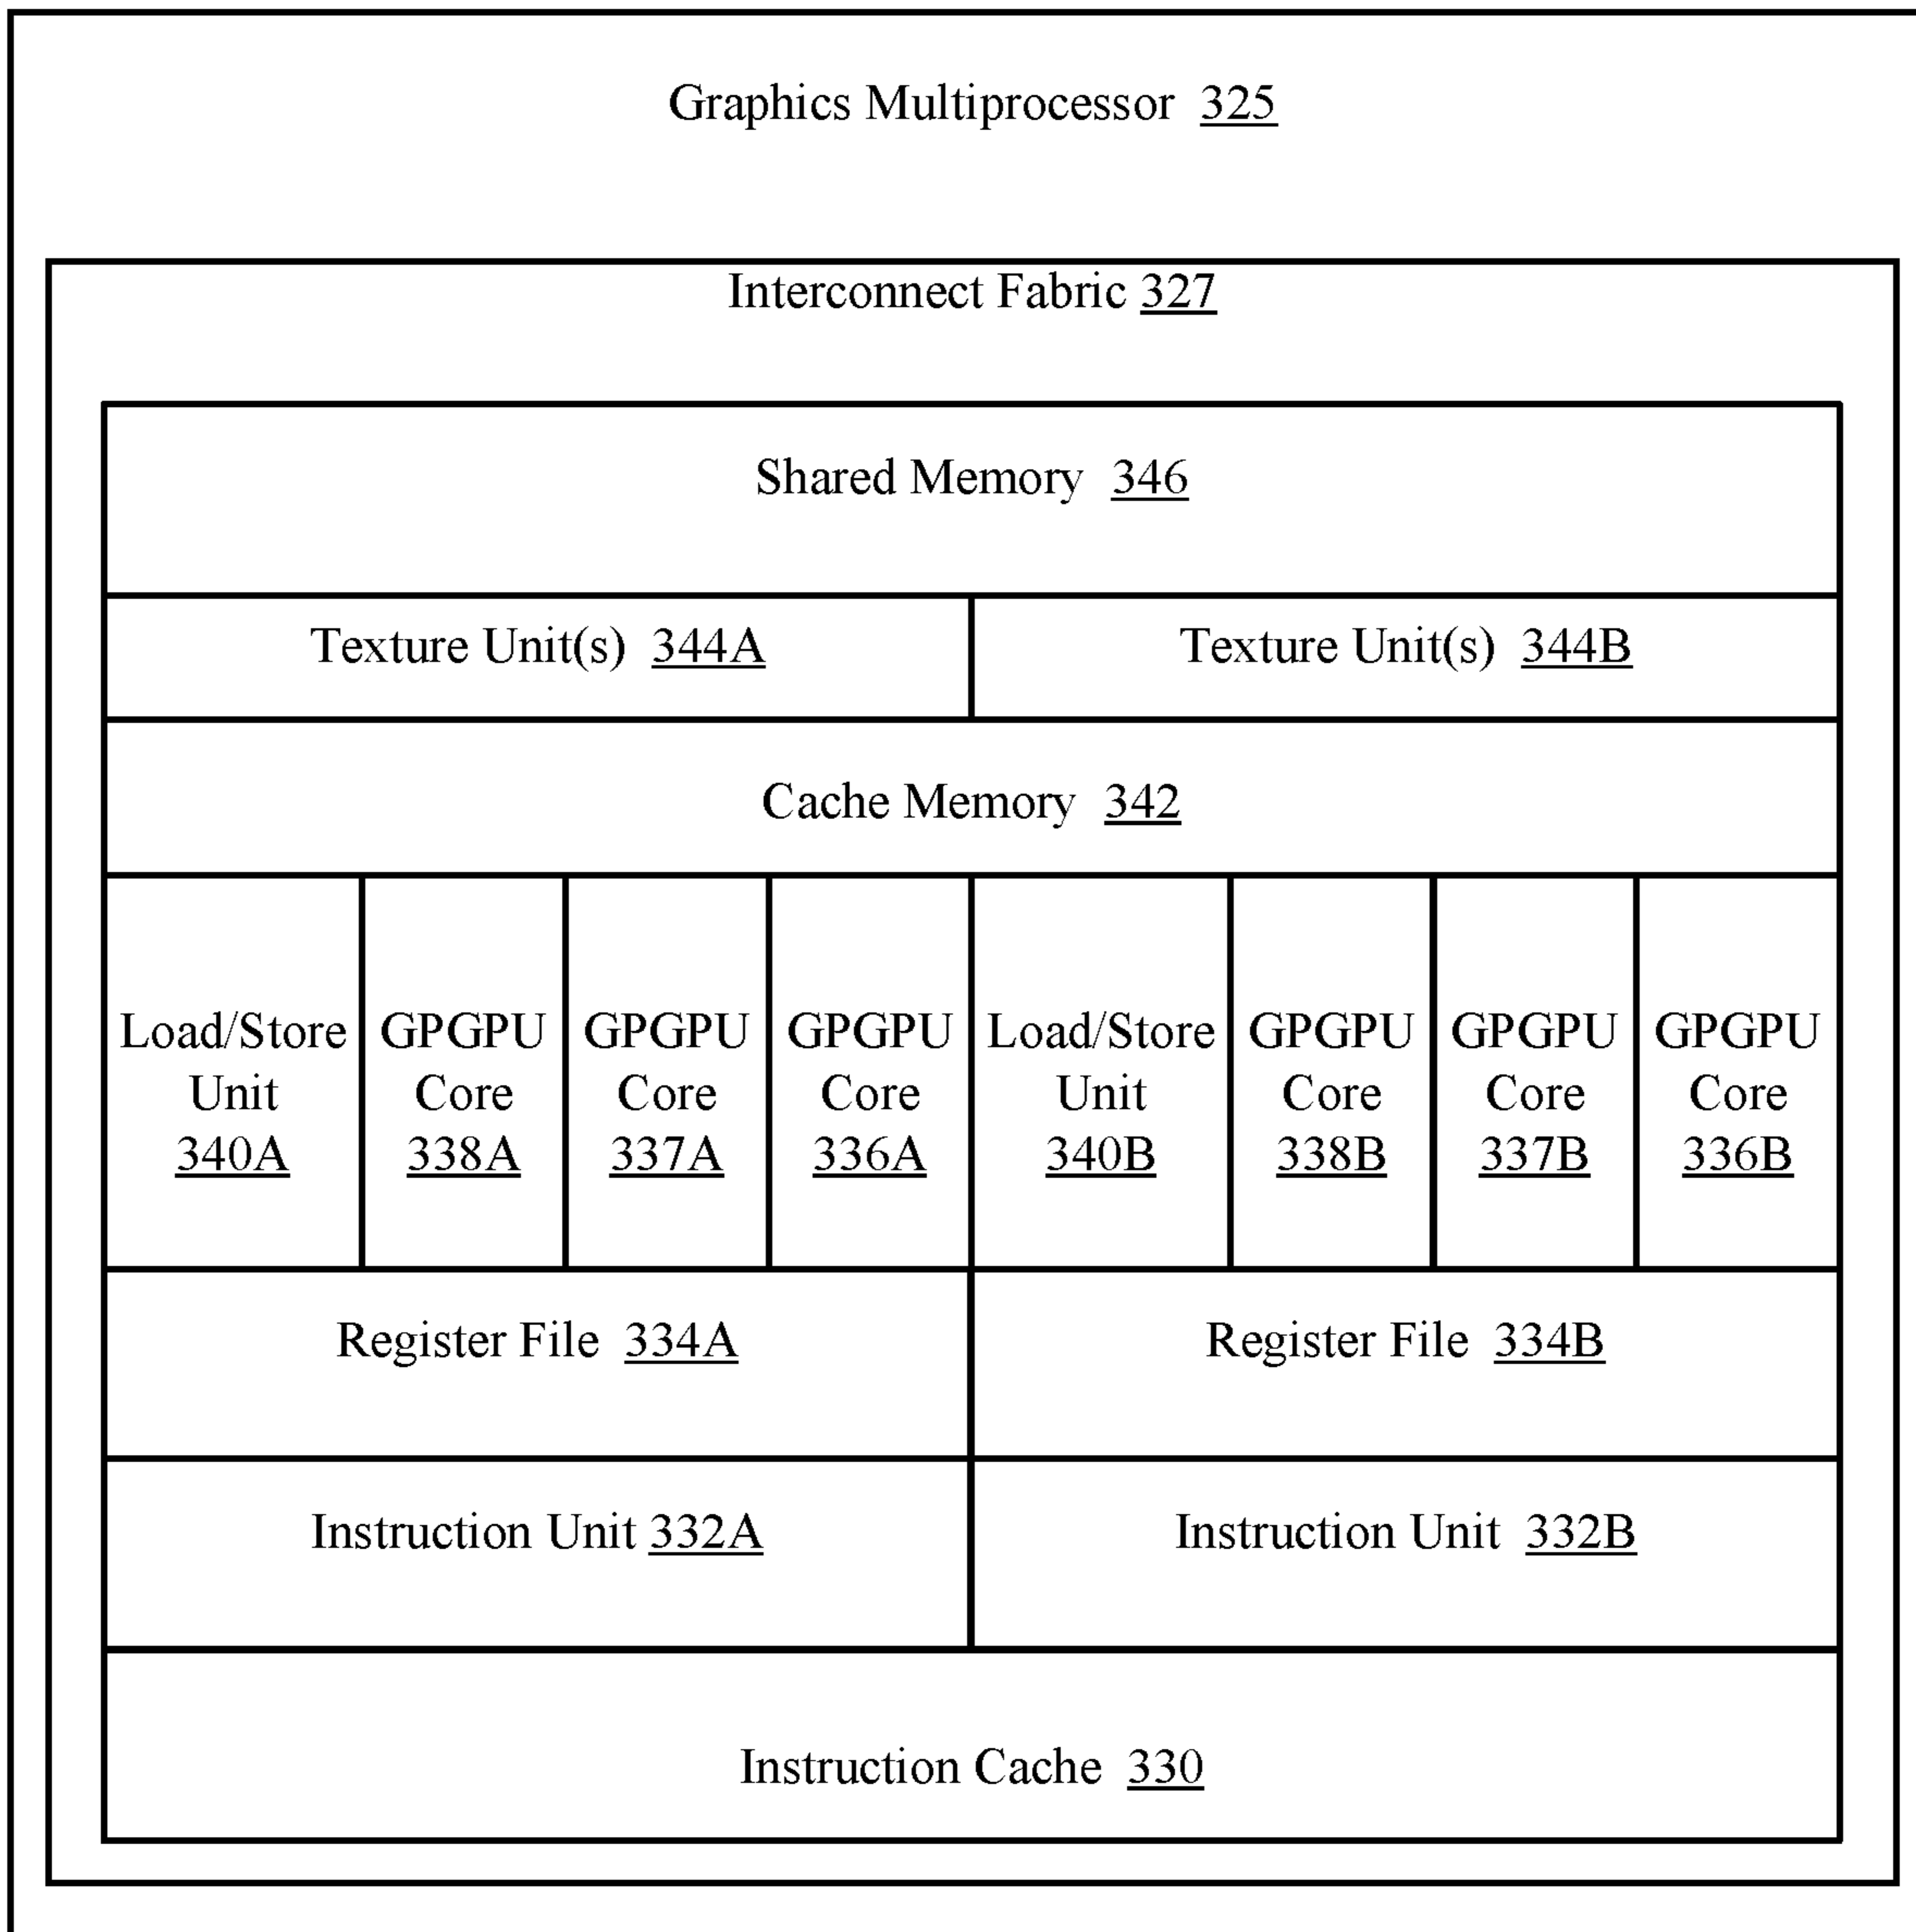 Graphics Multiprocessor 325
Interconnect Fabric 327
Shared Memory 346
Texture Unit(s) 344A
Texture Unit(s) 344B
Cache Memory 342
Load/Store
Unit
340A
GPGPU
Core
338A
GPGPU
Core
337A
GPGPU
Core
336A
Load/Store
Unit
340B
GPGPU
Core
338B
GPGPU
Core
337B
GPGPU
Core
336B
Register File 334A
Register File 334B
Instruction Unit 332A
Instruction Unit 332B
Instruction Cache 330